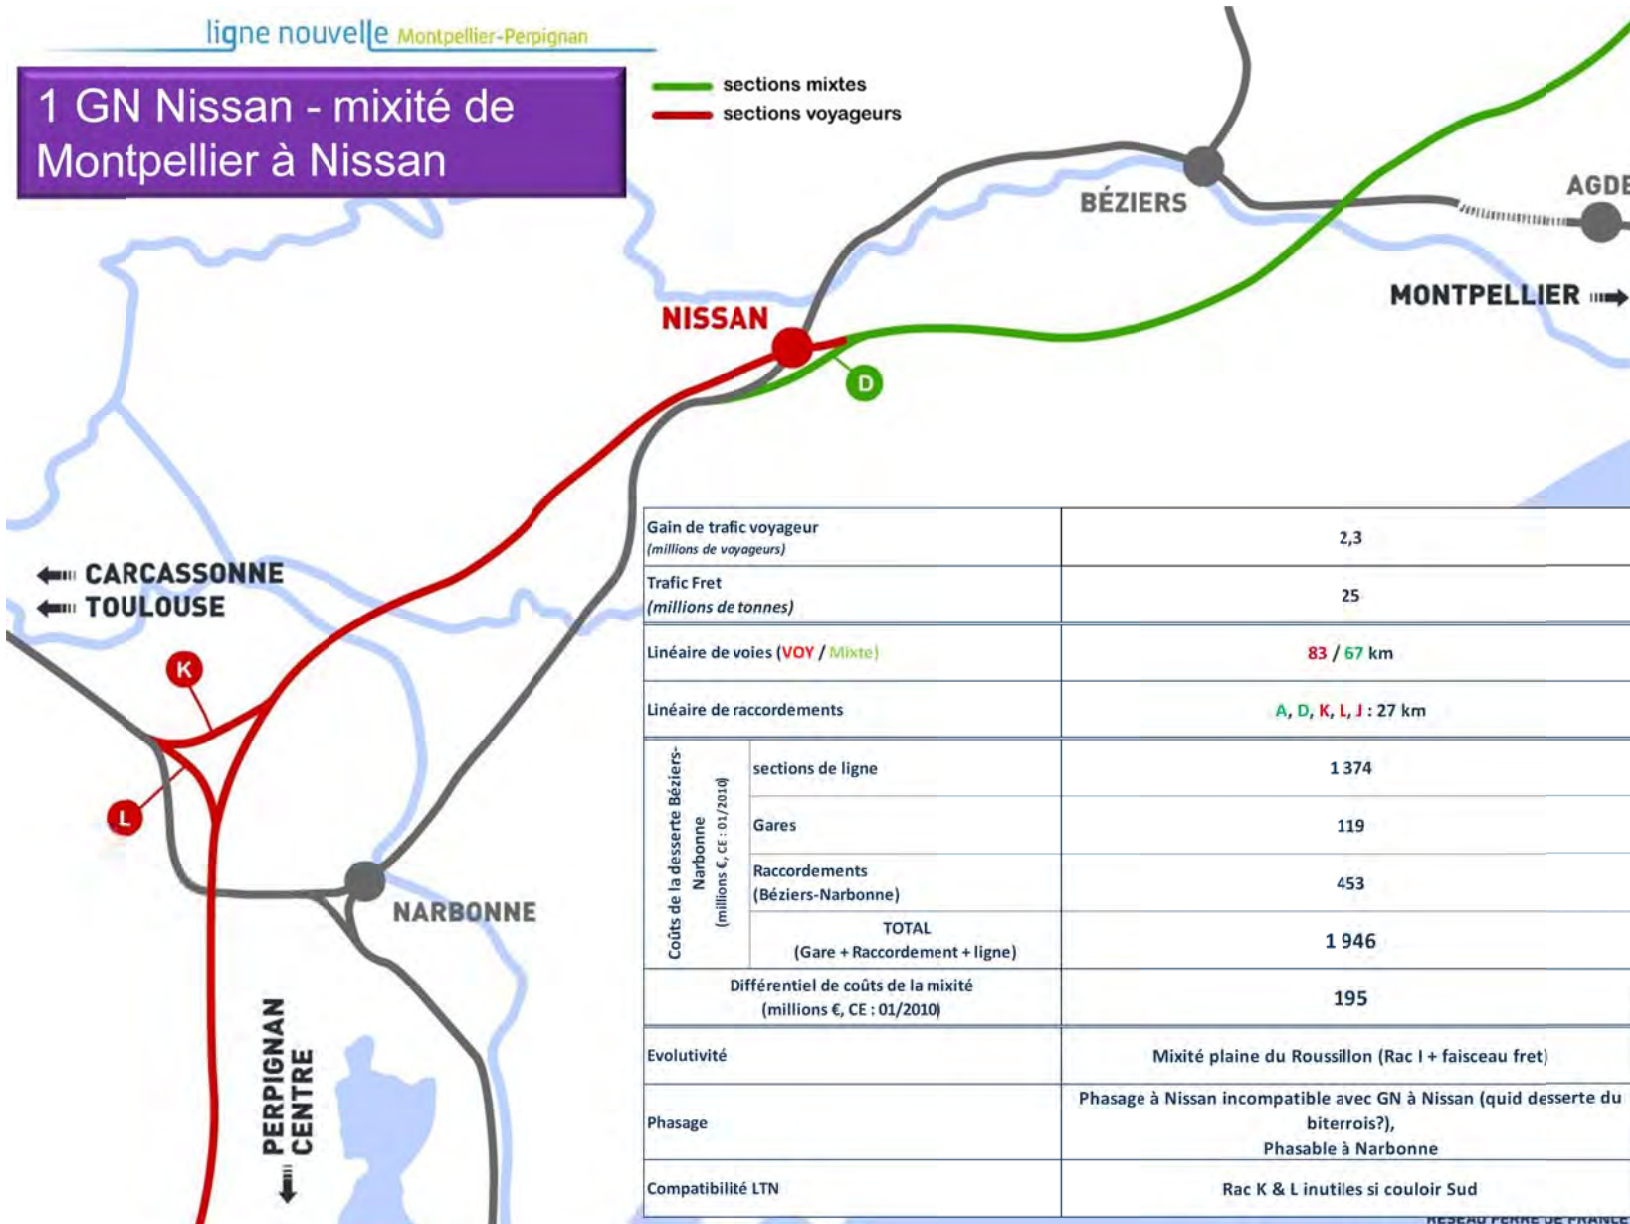 ligne nouvelle Montpellier-Perpignan
1 GN Nissan - mixité de
Montpellier à Nissan
sections mixtes
sections voyageurs
BÉZIERS
AGDE
MONTPELLIER
NISSAN
D
CARCASSONNE
TOULOUSE
K
L
NARBONNE
PERPIGNAN
CENTRE
Gain de trafic voyageur
(millions de voyageurs)
2,3
Trafic Fret
(millions de tonnes)
25
Linéaire de voies (VOY / Mixte)
83 / 67 km
Linéaire de raccordements
A, D, K, L, J : 27 km
Coûts de la desserte Béziers-
Narbonne
(millions €, CE : 01/2010)
sections de ligne
1 374
Gares
119
Raccordements
(Béziers-Narbonne)
453
TOTAL
(Gare + Raccordement + ligne)
1 946
Différentiel de coûts de la mixité
(millions €, CE : 01/2010)
195
Evolutivité
Mixité plaine du Roussillon (Rac I + faisceau fret)
Phasage
Phasage à Nissan incompatible avec GN à Nissan (quid desserte du
biterrois?),
Phasable à Narbonne
Compatibilité LTN
Rac K & L inutiles si couloir Sud
RESEAU FERRE DE FRANCE